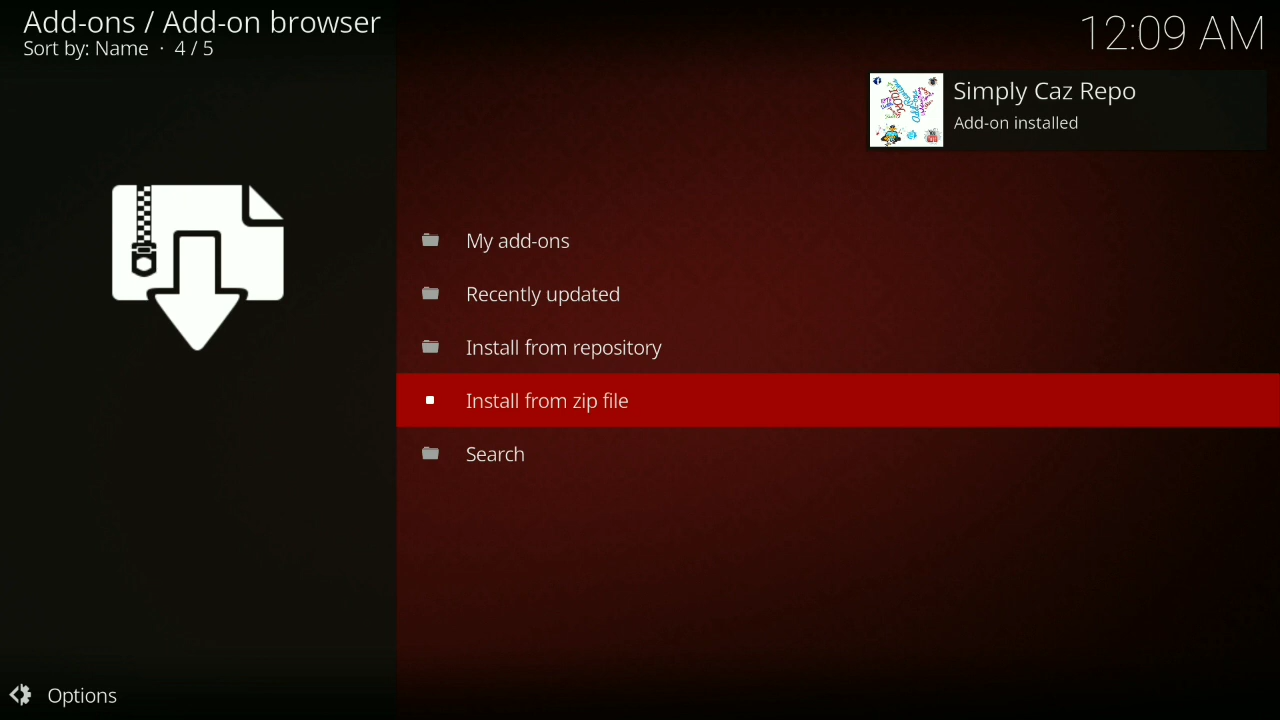 Add-ons / Add-on browser
Sort by: Name · 4 / 5
12:09 AM
Simply Caz Repo
Add-on installed
My add-ons
Recently updated
Install from repository
Install from zip file
Search
Options